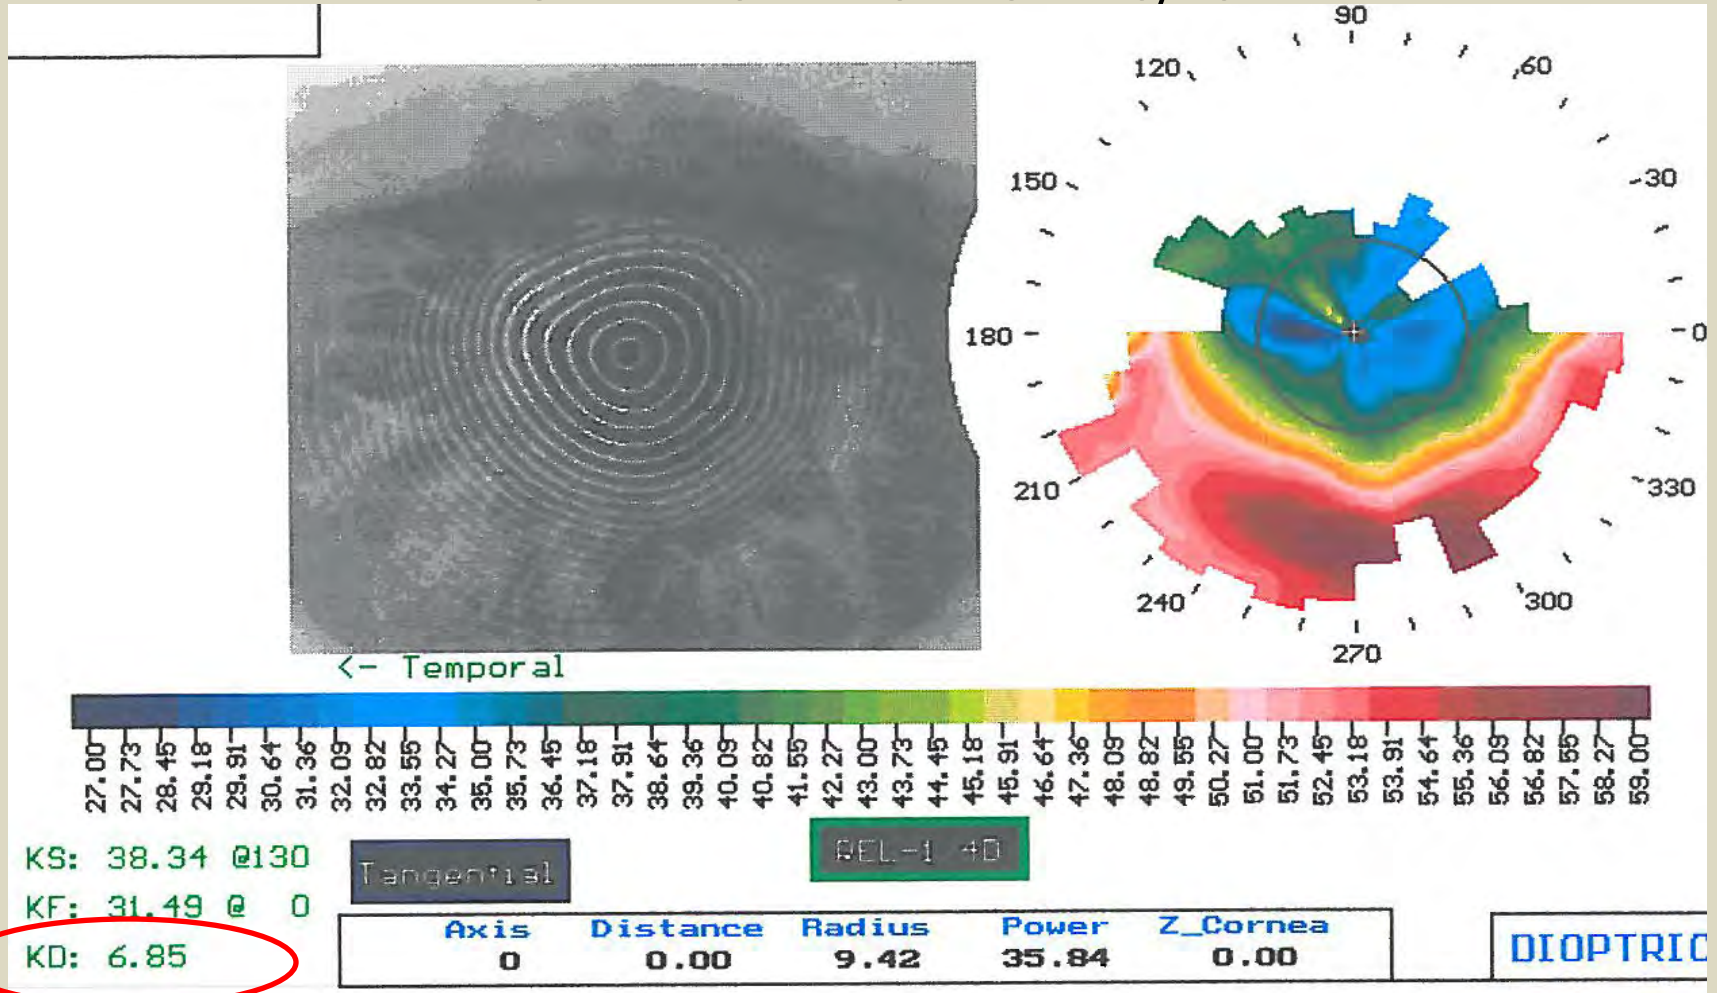 90
120
60
150
30
180
0
210
330
240
300
270
<- Temporal
27.00 27.73 28.45 29.18 29.91 30.64 31.36 32.09 32.82 33.55 34.27 35.00 35.73 36.45 37.18 37.91 38.64 39.36 40.09 40.82 41.55 42.27 43.00 43.73 44.45 45.18 45.91 46.64 47.36 48.09 48.82 49.55 50.27 51.00 51.73 52.45 53.18 53.91 54.64 55.36 56.09 56.82 57.55 58.27 59.00
KS: 38.34 @130
Tangential
4D
KF: 31.49 @ 0
KD: 6.85
Axis Distance Radius Power Z_Cornea
0 0.00 9.42 35.84 0.00
DIOPTRIC